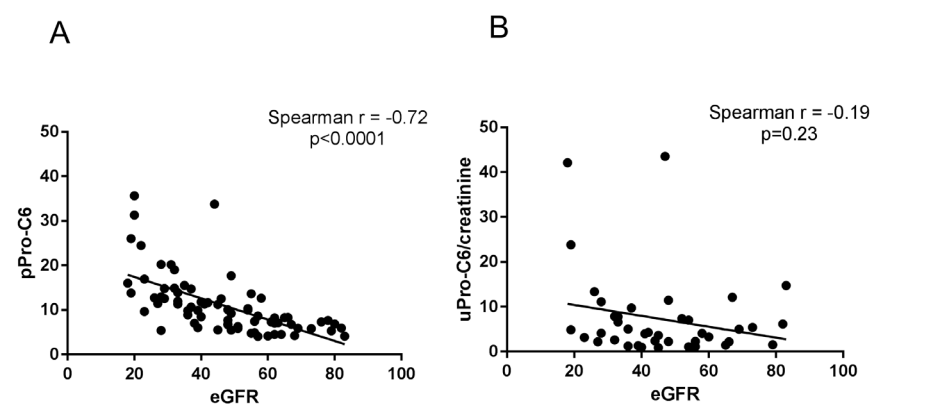 A
Spearman r = -0.72
p<0.0001
pPro-C6
50
40
30
20
10
0
0 20 40 60 80 100
eGFR
B
Spearman r = -0.19
p=0.23
uPro-C6/creatinine
50
40
30
20
10
0
0 20 40 60 80 100
eGFR